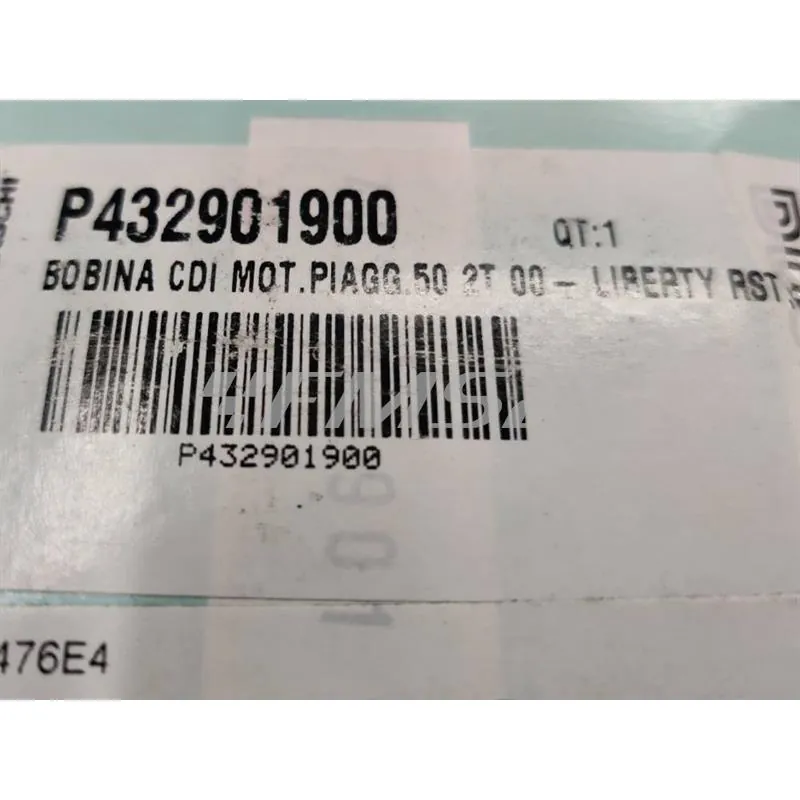 P432901900
QT:1
BOBINA CDI MOT.PIAGG.50 2T 00- LIBERTY RST
P432901900
476E4